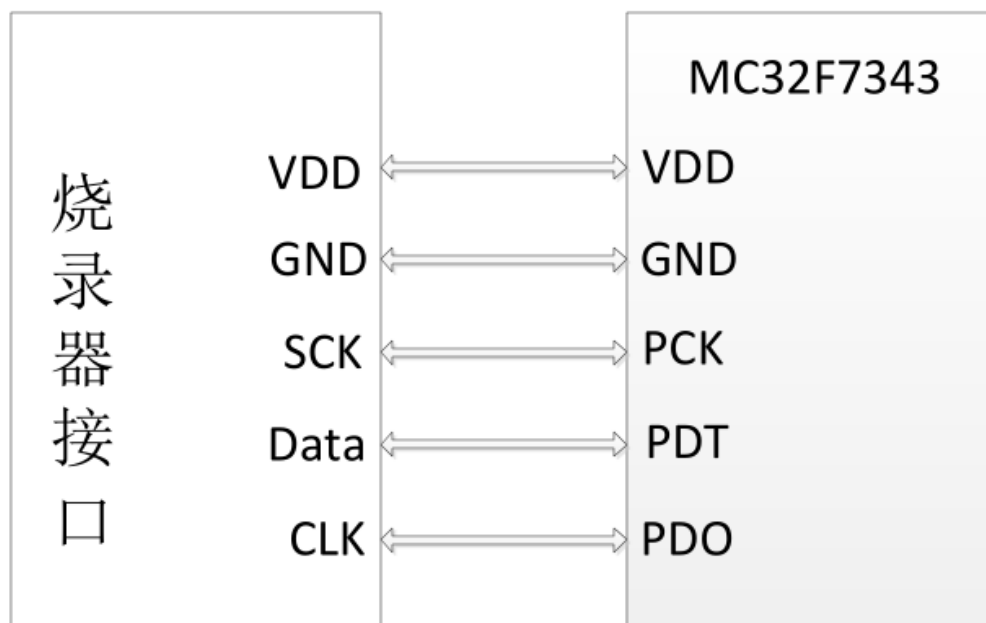 MC32F7343
烧录器接口
VDD VDD
GND GND
SCK PCK
Data PDT
CLK PDO